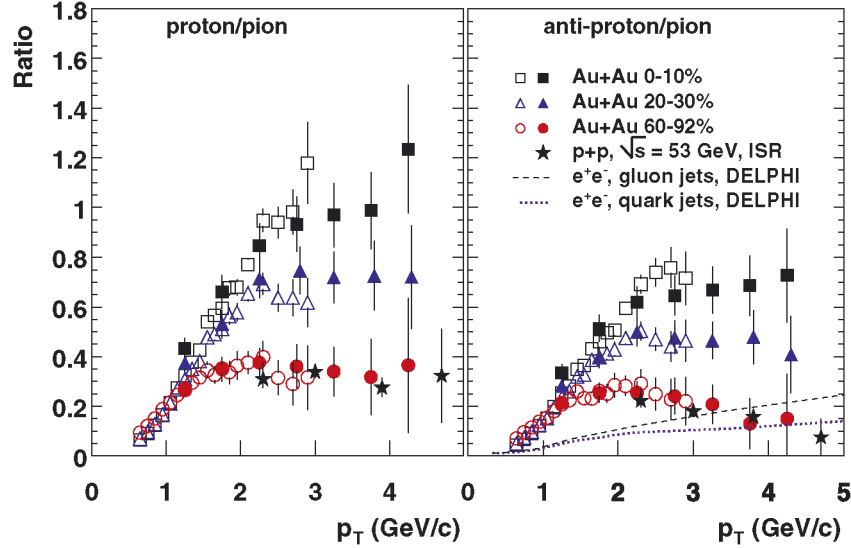 proton/pion
anti-proton/pion
Ratio
1.8
1.6
1.4
1.2
1
0.8
0.6
0.4
0.2
0
Au+Au 0-10%
Au+Au 20-30%
Au+Au 60-92%
p+p, √s = 53 GeV, ISR
e⁺e⁻, gluon jets, DELPHI
e⁺e⁻, quark jets, DELPHI
0 1 2 3 4 0 1 2 3 4 5
p_T (GeV/c) p_T (GeV/c)